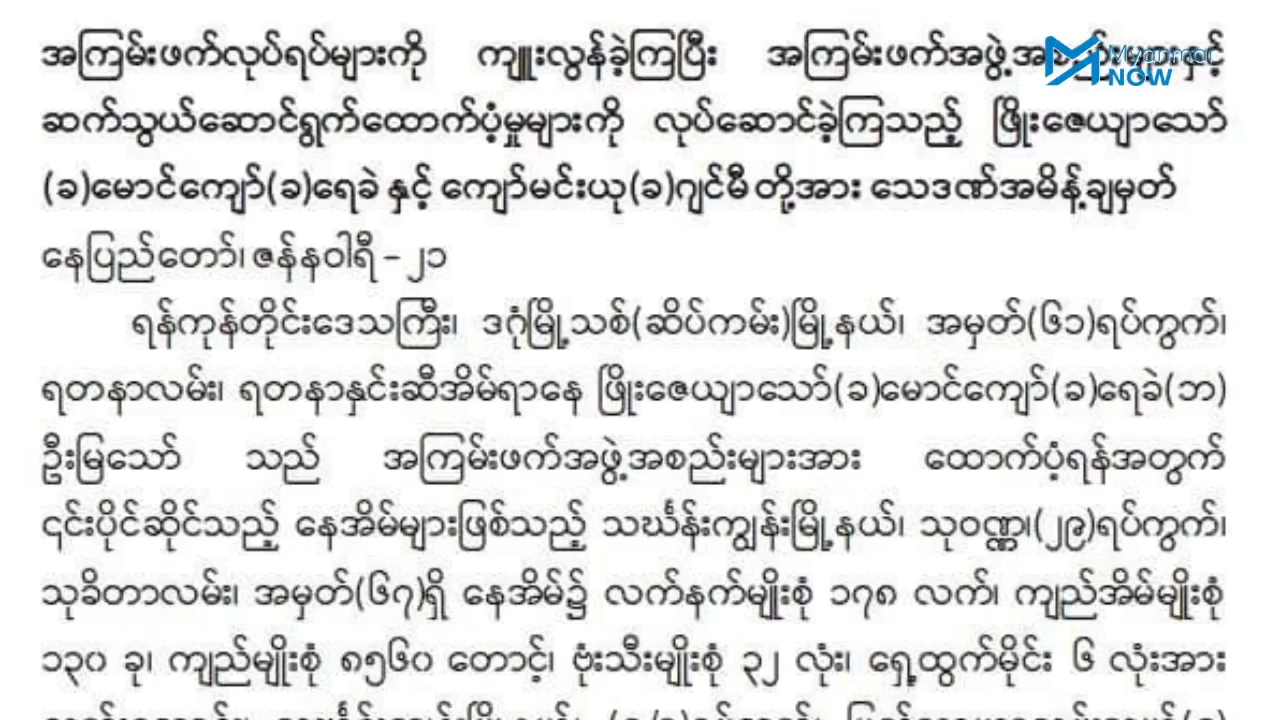 အကြမ်းဖက်လုပ်ရပ်များကို ကျူးလွန်ခဲ့ကြပြီး အကြမ်းဖက်အဖွဲ့အစည်းများနှင့်
Myanmar
NOW
ဆက်သွယ်ဆောင်ရွက်ထောက်ပံ့မှုများကို လုပ်ဆောင်ခဲ့ကြသည့် ဖြိုးဇေယျာသော်
(ခ)မောင်ကျော်(ခ)ရေခဲ နှင့် ကျော်မင်းယု(ခ)ဂျင်မီ တို့အား သေဒဏ်အမိန့်ချမှတ်
နေပြည်တော်၊ ဇန်နဝါရီ – ၂၁
ရန်ကုန်တိုင်းဒေသကြီး၊ ဒဂုံမြို့သစ်(ဆိပ်ကမ်း)မြို့နယ်၊ အမှတ်(၆၁)ရပ်ကွက်၊
ရတနာလမ်း၊ ရတနာနှင်းဆီအိမ်ရာနေ ဖြိုးဇေယျာသော်(ခ)မောင်ကျော်(ခ)ရေခဲ(ဘ)
ဦးမြသော် သည် အကြမ်းဖက်အဖွဲ့အစည်းများအား ထောက်ပံ့ရန်အတွက်
၎င်းပိုင်ဆိုင်သည့် နေအိမ်များဖြစ်သည့် သင်္ဃန်းကျွန်းမြို့နယ်၊ သုဝဏ္ဏ၊(၂၉)ရပ်ကွက်၊
သုခိတာလမ်း၊ အမှတ်(၆၇)ရှိ နေအိမ်၌ လက်နက်မျိုးစုံ ၁၇၈ လက်၊ ကျည်အိမ်မျိုးစုံ
၁၃၀ ခု၊ ကျည်မျိုးစုံ ၈၅၆၀ တောင့်၊ ဗုံးသီးမျိုးစုံ ၃၂ လုံး၊ ရှေ့ထွက်မိုင်း ၆ လုံးအား